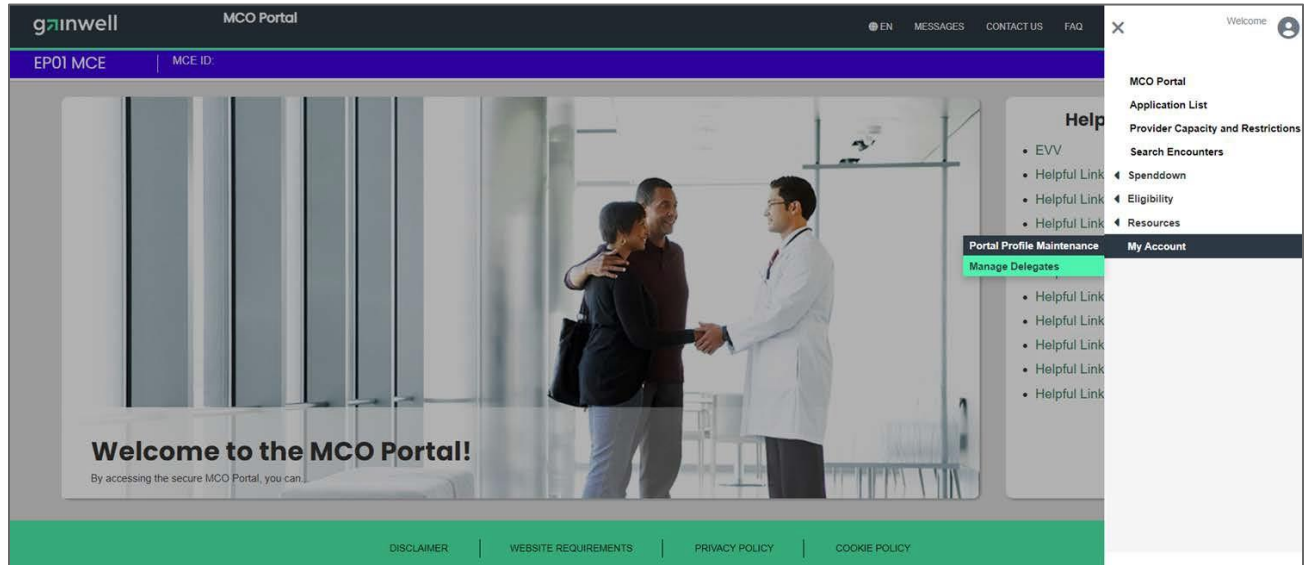 gainwell
MCO Portal
EN MESSAGES CONTACT US FAQ
Welcome
EP01 MCE MCE ID:
Help
EVV
Helpful Link
Helpful Link
Helpful Link
Helpful Link
Helpful Link
Helpful Link
Helpful Link
Helpful Link
MCO Portal
Application List
Provider Capacity and Restrictions
Search Encounters
Spenddown
Eligibility
Resources
My Account
Portal Profile Maintenance
Manage Delegates
Welcome to the MCO Portal!
By accessing the secure MCO Portal, you can...
DISCLAIMER WEBSITE REQUIREMENTS PRIVACY POLICY COOKIE POLICY